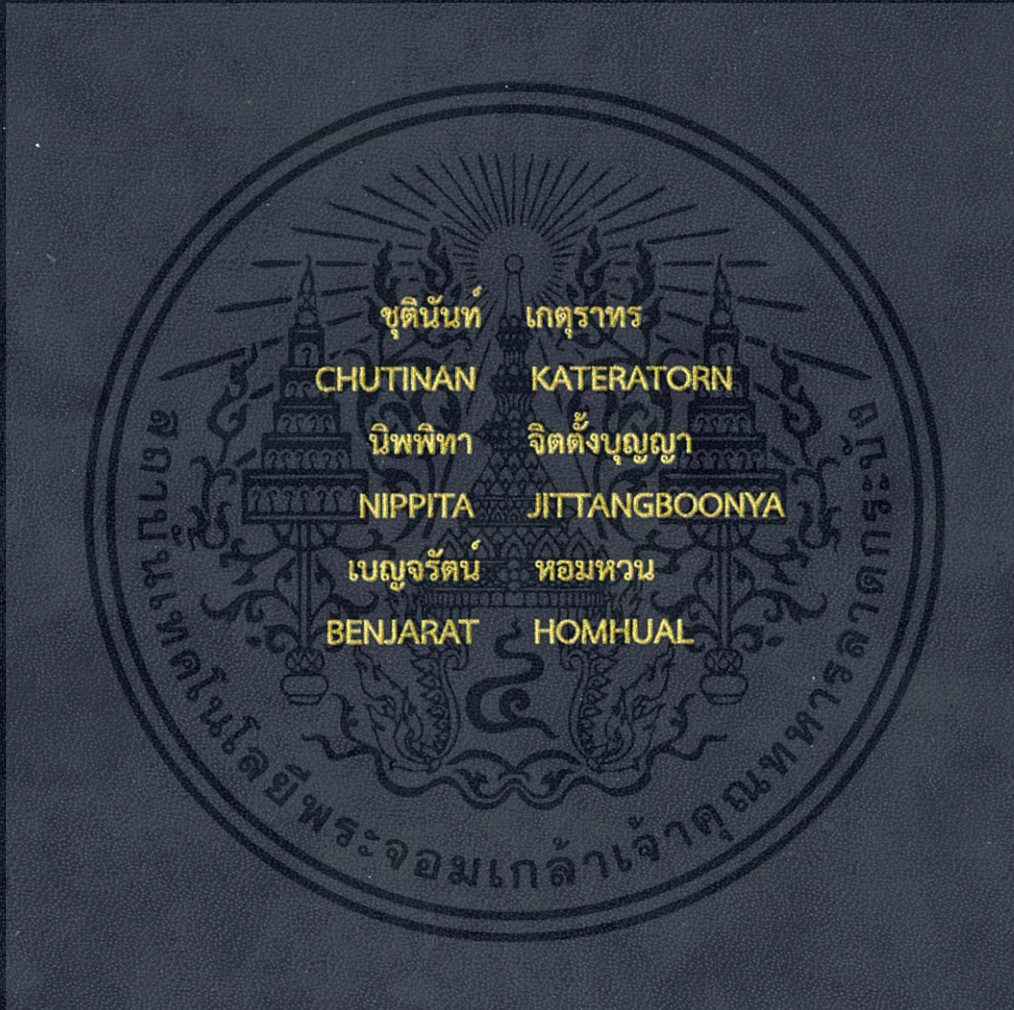 ชุตินันท์ เกตุราทร
CHUTINAN KATERATORN
นิพพิทา จิตตั้งบุญญา
NIPPITA JITTANGBOONYA
เบญจรัตน์ หอมหวน
BENJARAT HOMHUAL
๔
สถาบันเทคโนโลยีพระจอมเกล้าเจ้าคุณทหารลาดกระบัง